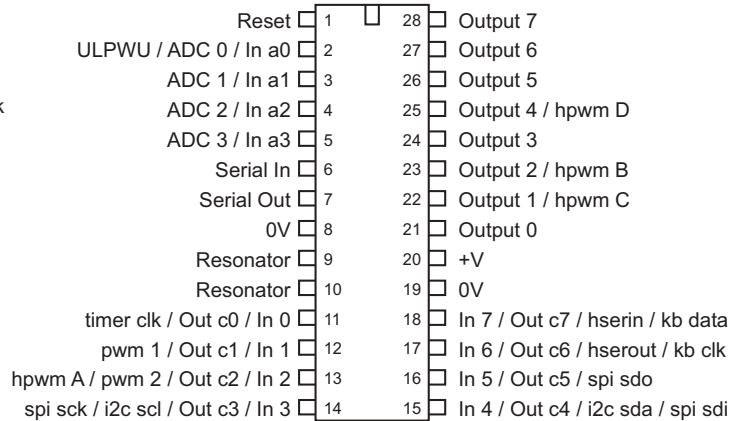 Reset 1 28 Output 7
ULPWU / ADC 0 / In a0 2 27 Output 6
ADC 1 / In a1 3 26 Output 5
k
ADC 2 / In a2 4 25 Output 4 / hpwm D
ADC 3 / In a3 5 24 Output 3
Serial In 6 23 Output 2 / hpwm B
Serial Out 7 22 Output 1 / hpwm C
0V 8 21 Output 0
Resonator 9 20 +V
Resonator 10 19 0V
timer clk / Out c0 / In 0 11 18 In 7 / Out c7 / hserin / kb data
pwm 1 / Out c1 / In 1 12 17 In 6 / Out c6 / hserout / kb clk
hpwm A / pwm 2 / Out c2 / In 2 13 16 In 5 / Out c5 / spi sdo
spi sck / i2c scl / Out c3 / In 3 14 15 In 4 / Out c4 / i2c sda / spi sdi